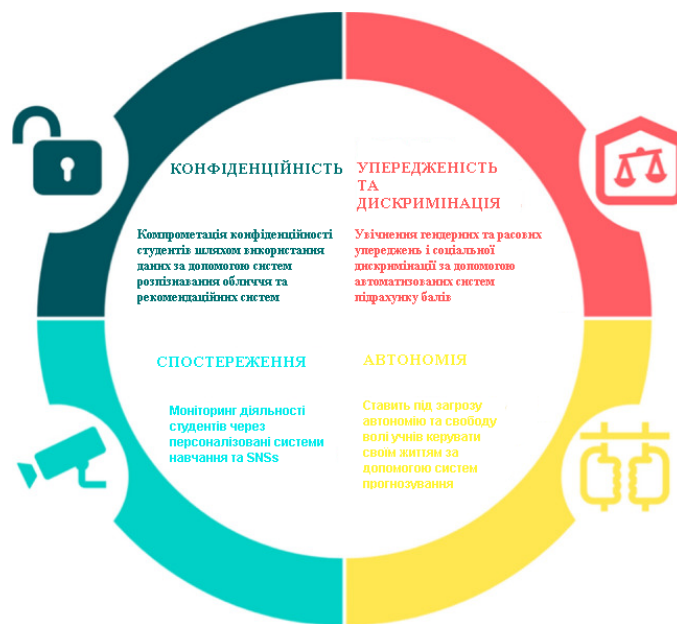 КОНФІДЕНЦІЙНІСТЬ
Компрометація конфіденційності
студентів шляхом використання
даних за допомогою систем
розпізнавання обличчя та
рекомендаційних систем
УПЕРЕДЖЕНІСТЬ
ТА
ДИСКРИМІНАЦІЯ
Увічнення гендерних та расових
упереджень і соціальної
дискримінації за допомогою
автоматизованих систем
підрахунку балів
СПОСТЕРЕЖЕННЯ
Моніторинг діяльності
студентів через
персоналізовані системи
навчання та SNSs
АВТОНОМІЯ
Ставить під загрозу
автономію та свободу
волі учнів керувати
своїм життям за
допомогою систем
прогнозування